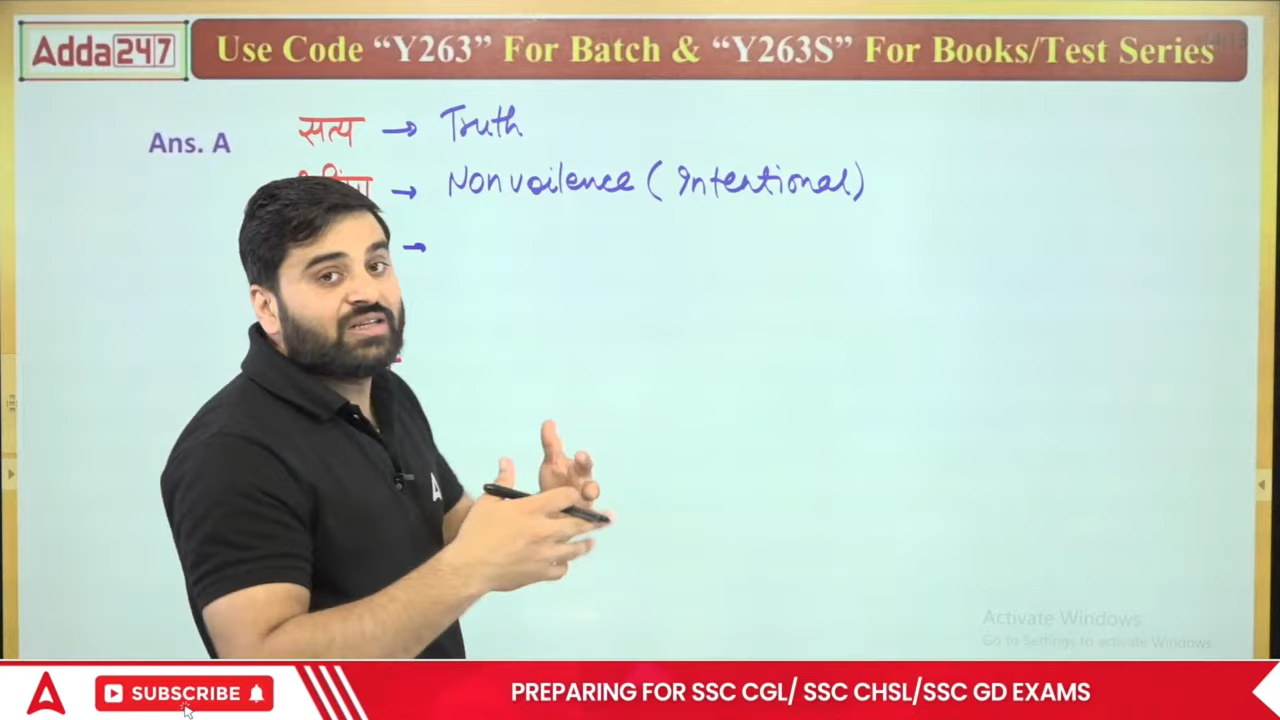 Adda247
Use Code “Y263” For Batch & “Y263S” For Books/Test Series
Ans. A
सत्य → Truth
→ Nonvoilence (Intentional)
→
Activate Windows
Go to Settings to activate Windows.
SUBSCRIBE
PREPARING FOR SSC CGL/ SSC CHSL/SSC GD EXAMS